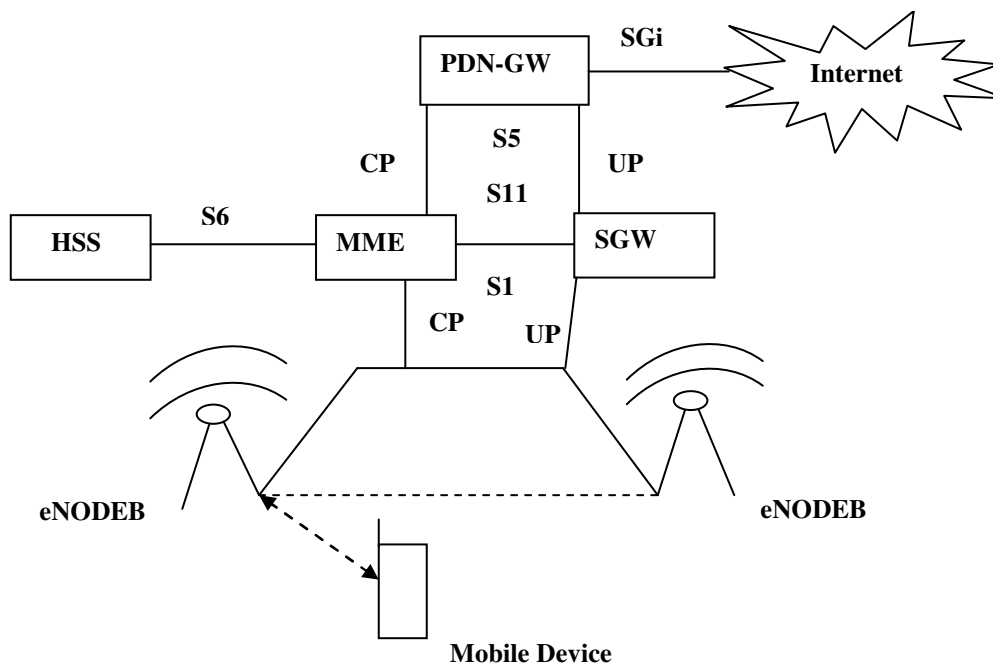 SGi
PDN-GW
Internet
S5
CP
UP
S11
S6
HSS
MME
SGW
S1
CP
UP
eNODEB
eNODEB
Mobile Device